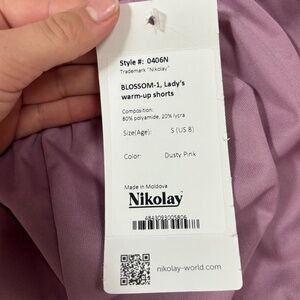 Style #: 0406N
Trademark "Nikolay"
BLOSSOM-1, Lady's
warm-up shorts
Composition:
80% polyamide, 20% lycra
Size(Age): S (US 8)
Color: Dusty Pink
Made in Moldova
Nikolay
4843093005806
nikolay-world.com